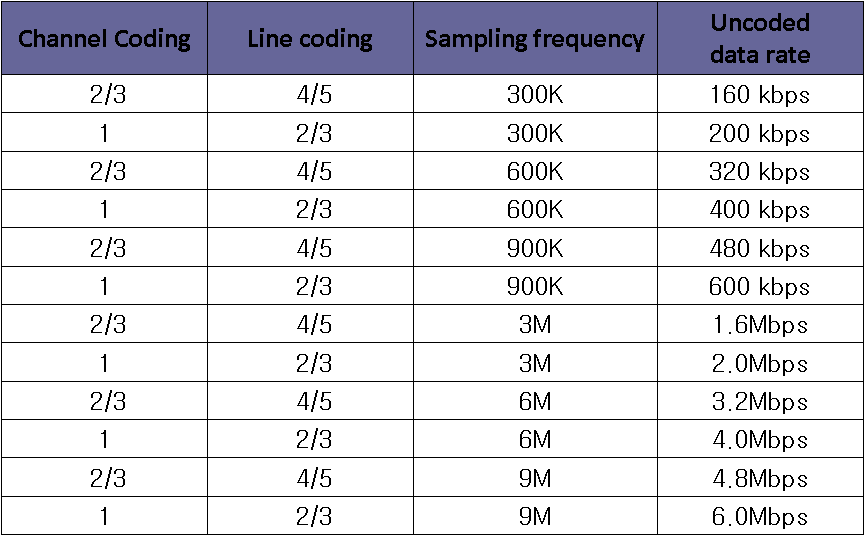 Channel Coding Line coding Sampling frequency Uncoded data rate
2/3 4/5 300K 160 kbps
1 2/3 300K 200 kbps
2/3 4/5 600K 320 kbps
1 2/3 600K 400 kbps
2/3 4/5 900K 480 kbps
1 2/3 900K 600 kbps
2/3 4/5 3M 1.6Mbps
1 2/3 3M 2.0Mbps
2/3 4/5 6M 3.2Mbps
1 2/3 6M 4.0Mbps
2/3 4/5 9M 4.8Mbps
1 2/3 9M 6.0Mbps